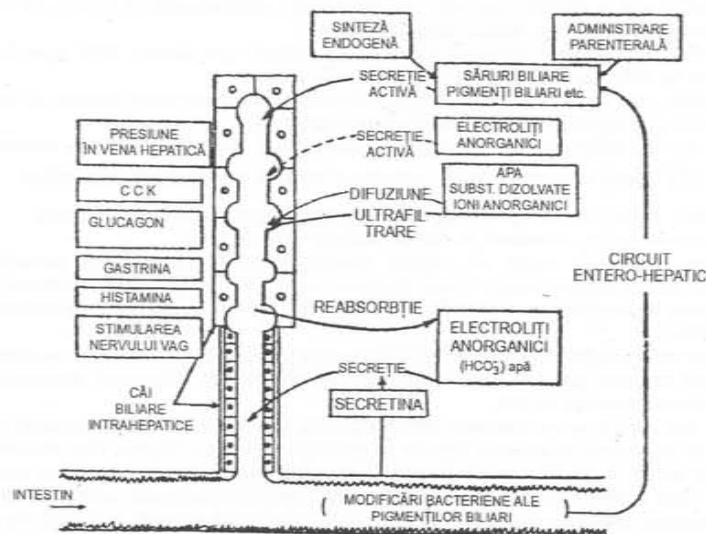 SINTEZĂ
ENDOGENĂ
ADMINISTRARE
PARENTERALĂ
SECREȚIE
ACTIVĂ
SĂRURI BILIARE
PIGMENȚI BILIARI etc.
PRESIUNE
ÎN VENA HEPATICĂ
SECREȚIE
ACTIVĂ
ELECTROLIȚI
ANORGANICI
C C K
DIFUZIUNE
ULTRAFIL
TRARE
APA
SUBST. DIZOLVATE
IONI ANORGANICI
GLUCAGON
GASTRINA
HISTAMINA
STIMULAREA
NERVULUI VAG
CIRCUIT
ENTERO-HEPATIC
REABSORBȚIE
ELECTROLIȚI
ANORGANICI
(HCO₃⁻) apă
SECREȚIE
SECRETINA
CĂI
BILIARE
INTRAHEPATICE
INTESTIN
( MODIFICĂRI BACTERIENE ALE )
PIGMENȚILOR BILIARI